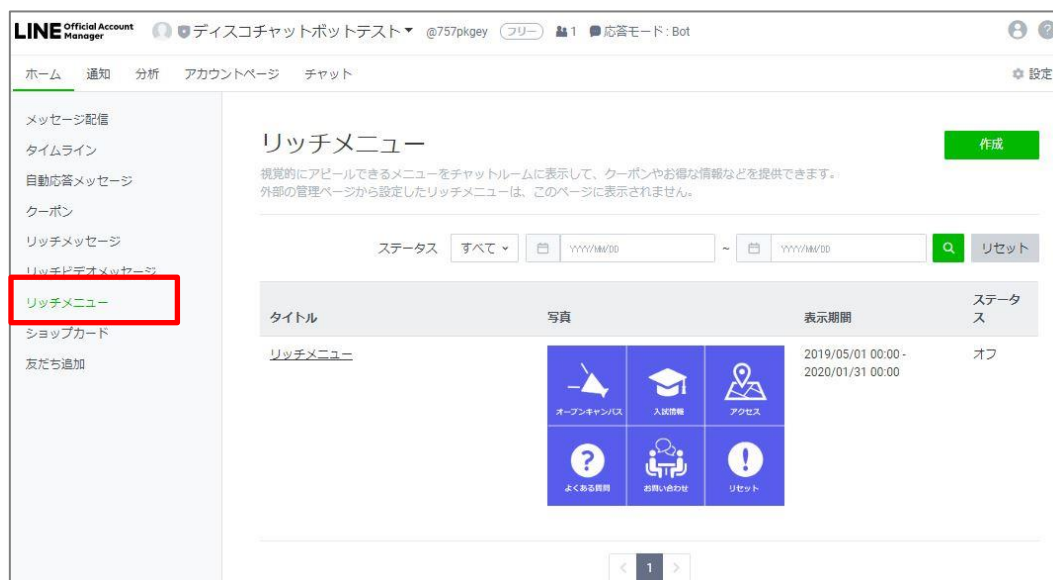 LINE Official Account Manager ディスコチャットボットテスト @757pkgey フリー 1 応答モード : Bot
ホーム 通知 分析 アカウントページ チャット 設定
メッセージ配信
タイムライン
自動応答メッセージ
クーポン
リッチメッセージ
リッチビデオメッセージ
リッチメニュー
ショップカード
友だち追加
リッチメニュー 作成
視覚的にアピールできるメニューをチャットルームに表示して、クーポンやお得な情報などを提供できます。
外部の管理ページから設定したリッチメニューは、このページに表示されません。
ステータス すべて YYYY/MM/DD ~ YYYY/MM/DD リセット
タイトル 写真 表示期間 ステータス
リッチメニュー
オープンキャンパス 入試情報 アクセス
よくある質問 お問い合わせ リセット
2019/05/01 00:00 -
2020/01/31 00:00
オフ
< 1 >